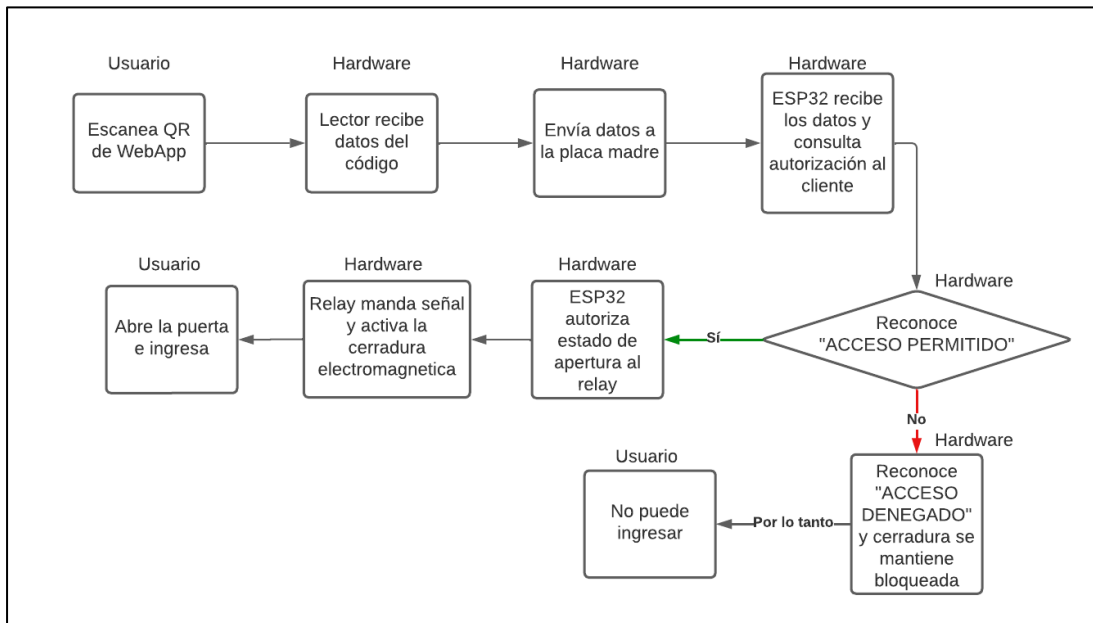 Usuario
Escanea QR
de WebApp
Hardware
Lector recibe
datos del
código
Hardware
Envía datos a
la placa madre
Hardware
ESP32 recibe
los datos y
consulta
autorización al
cliente
Hardware
Reconoce
"ACCESO PERMITIDO"
Sí
Hardware
ESP32
autoriza
estado de
apertura al
relay
Hardware
Relay manda señal
y activa la
cerradura
electromagnetica
Usuario
Abre la puerta
e ingresa
No
Hardware
Reconoce
"ACCESO
DENEGADO"
y cerradura se
mantiene
bloqueada
Por lo tanto
Usuario
No puede
ingresar